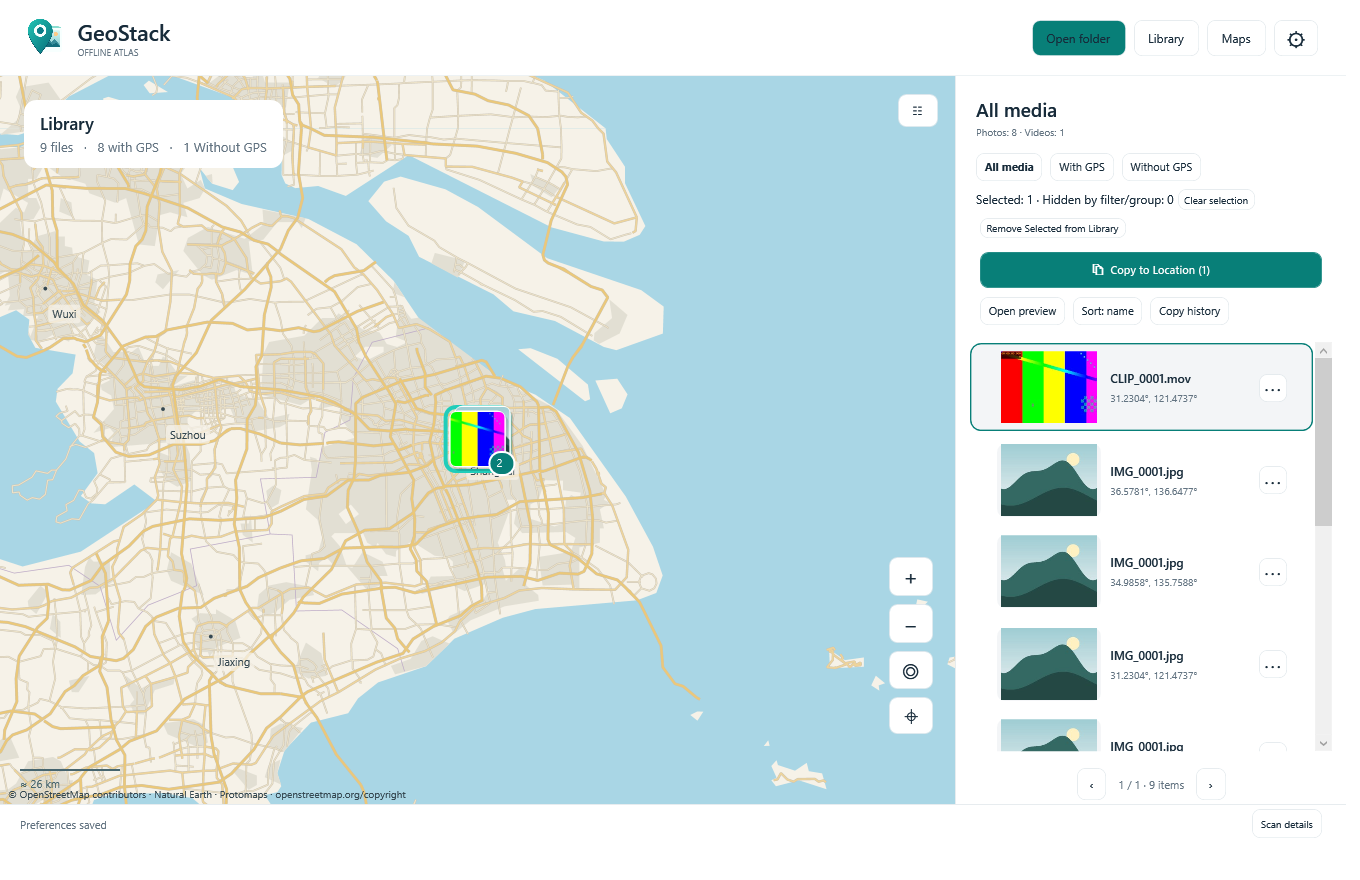 GeoStack
OFFLINE ATLAS
Open folder
Library
Maps
Library
9 files · 8 with GPS · 1 Without GPS
Wuxi
Suzhou
2
Jiaxing
+
−
≈ 26 km
© OpenStreetMap contributors · Natural Earth · Protomaps · openstreetmap.org/copyright
All media
Photos: 8 · Videos: 1
All media
With GPS
Without GPS
Selected: 1 · Hidden by filter/group: 0
Clear selection
Remove Selected from Library
Copy to Location (1)
Open preview
Sort: name
Copy history
CLIP_0001.mov
31.2304°, 121.4737°
...
IMG_0001.jpg
36.5781°, 136.6477°
...
IMG_0001.jpg
34.9858°, 135.7588°
...
IMG_0001.jpg
31.2304°, 121.4737°
...
IMG_0001.jpg
‹
1 / 1 · 9 items
›
Preferences saved
Scan details